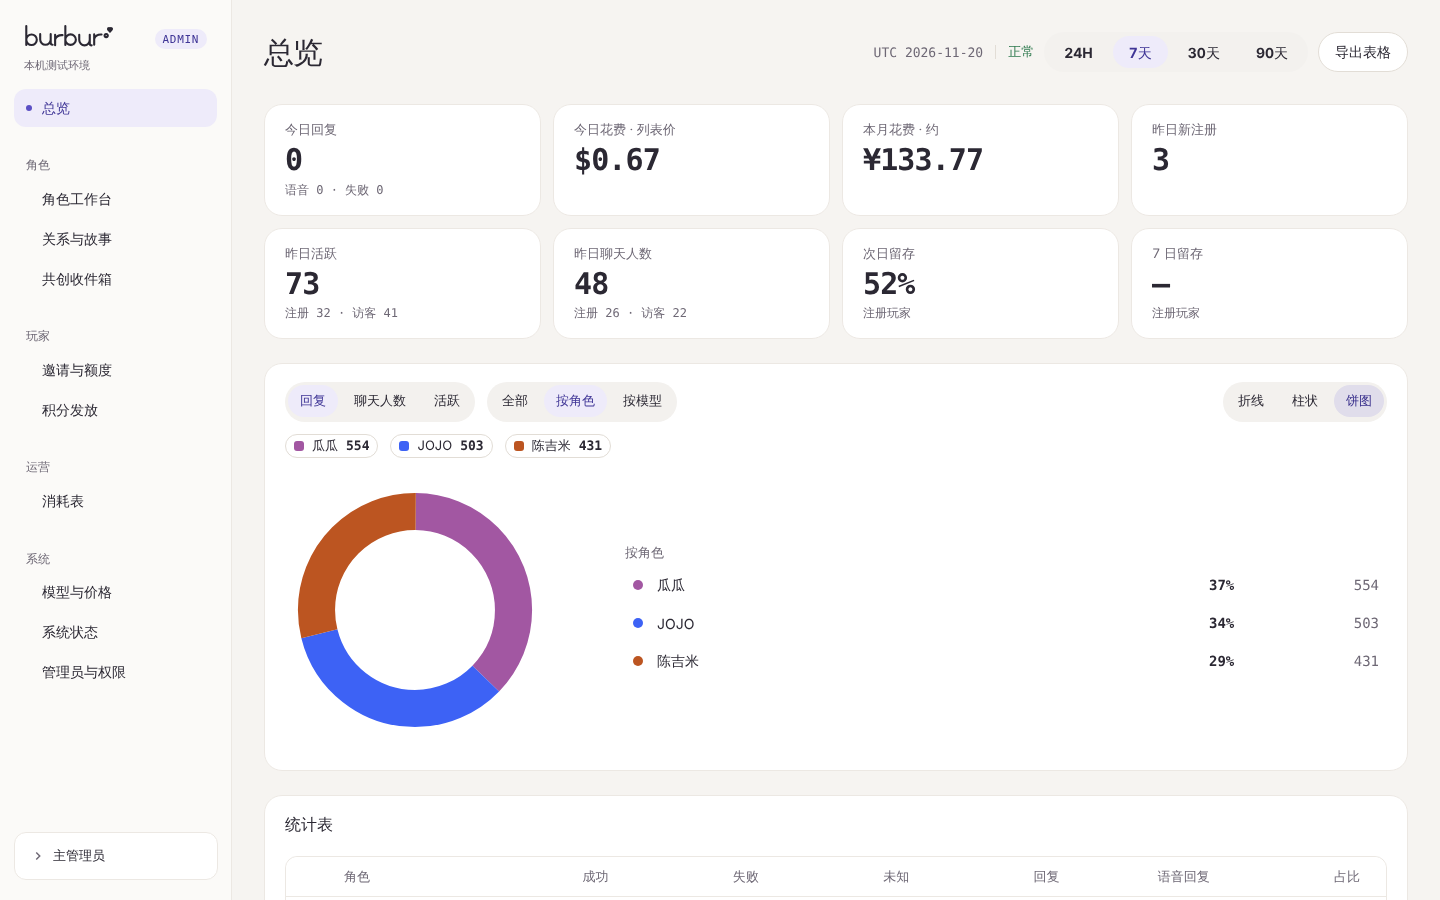 burbur
ADMIN
本机测试环境
总览
角色
角色工作台
关系与故事
共创收件箱
玩家
邀请与额度
积分发放
运营
消耗表
系统
模型与价格
系统状态
管理员与权限
主管理员
总览
UTC 2026-11-20 正常 24H 7天 30天 90天 导出表格
今日回复
0
语音 0 · 失败 0
今日花费 · 列表价
$0.67
本月花费 · 约
¥133.77
昨日新注册
3
昨日活跃
73
注册 32 · 访客 41
昨日聊天人数
48
注册 26 · 访客 22
次日留存
52%
注册玩家
7 日留存
—
注册玩家
回复 聊天人数 活跃 全部 按角色 按模型 折线 柱状 饼图
瓜瓜 554 JOJO 503 陈吉米 431
按角色
瓜瓜 37% 554
JOJO 34% 503
陈吉米 29% 431
统计表
角色 成功 失败 未知 回复 语音回复 占比